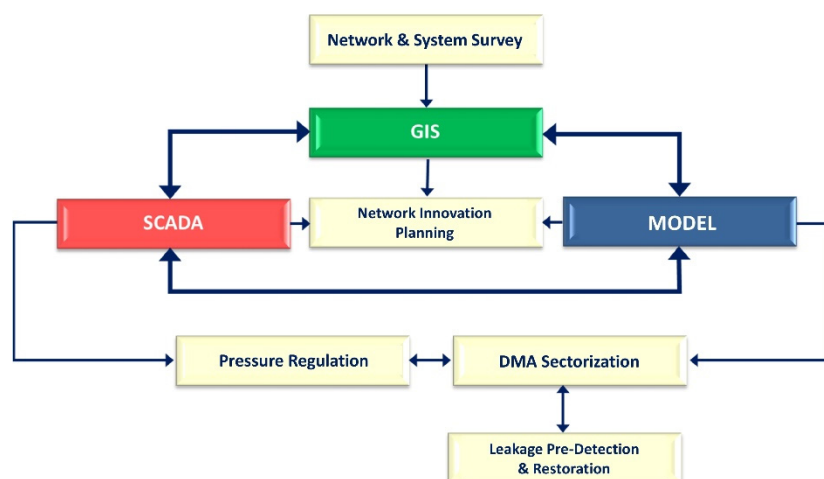 Network & System Survey
GIS
SCADA
Network Innovation
Planning
MODEL
Pressure Regulation
DMA Sectorization
Leakage Pre-Detection
& Restoration